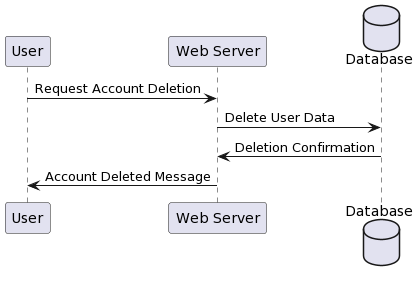 User
Web Server
Database
Request Account Deletion
Delete User Data
Deletion Confirmation
Account Deleted Message
User
Web Server
Database